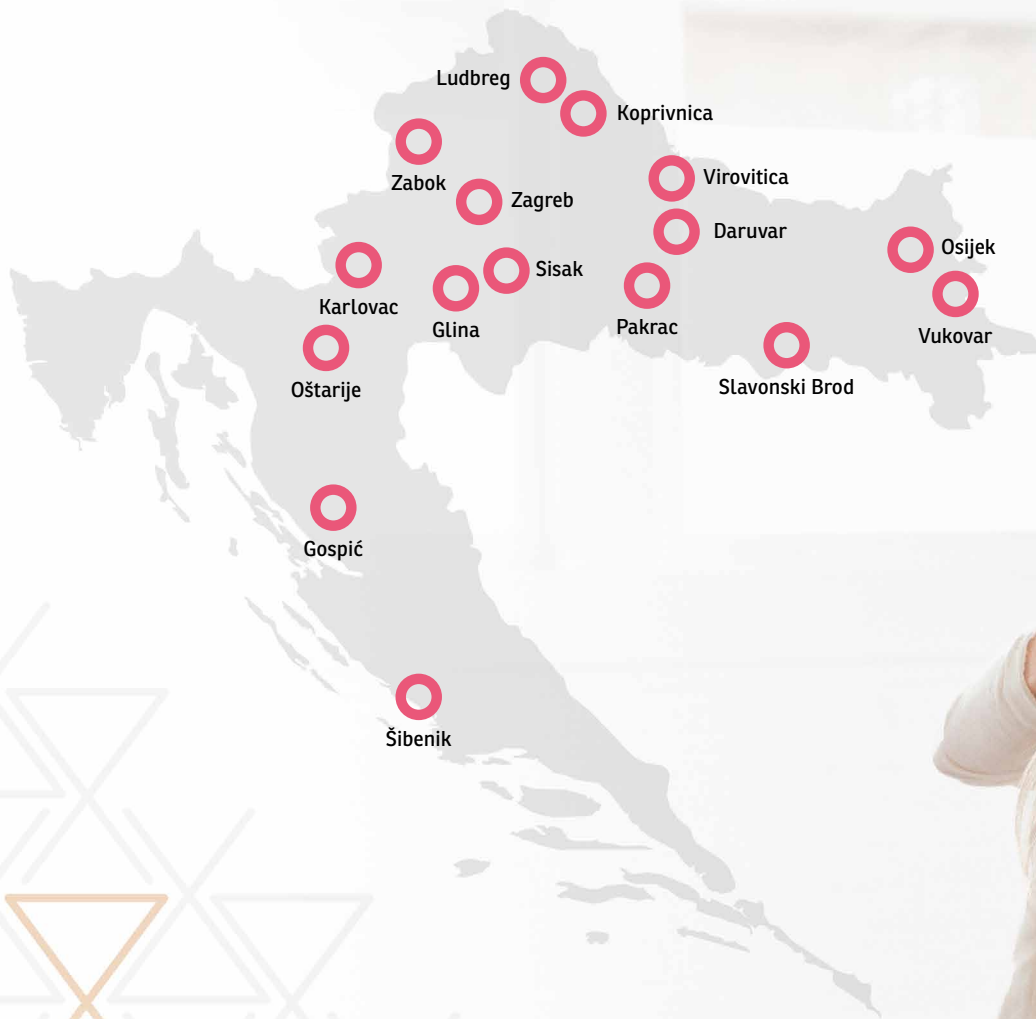 Ludbreg
Koprivnica
Zabok
Virovitica
Zagreb
Daruvar
Osijek
Sisak
Karlovac
Glina
Pakrac
Vukovar
Oštarije
Slavonski Brod
Gospić
Šibenik